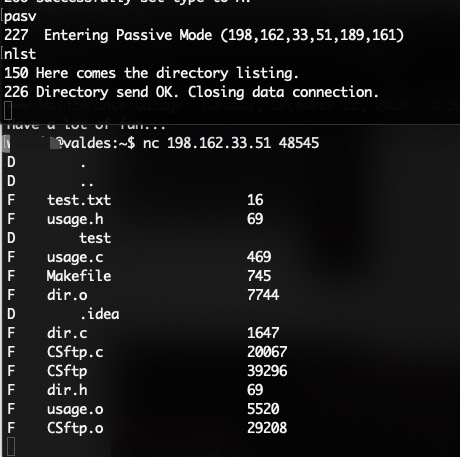 200 Successfully set type to A.
pasv
227  Entering Passive Mode (198,162,33,51,189,161)
nlst
150 Here comes the directory listing.
226 Directory send OK. Closing data connection.
Have a lot of fun...
@valdes:~$ nc 198.162.33.51 48545
D .
D ..
F test.txt 16
F usage.h 69
D test
F usage.c 469
F Makefile 745
F dir.o 7744
D .idea
F dir.c 1647
F CSftp.c 20067
F CSftp 39296
F dir.h 69
F usage.o 5520
F CSftp.o 29208